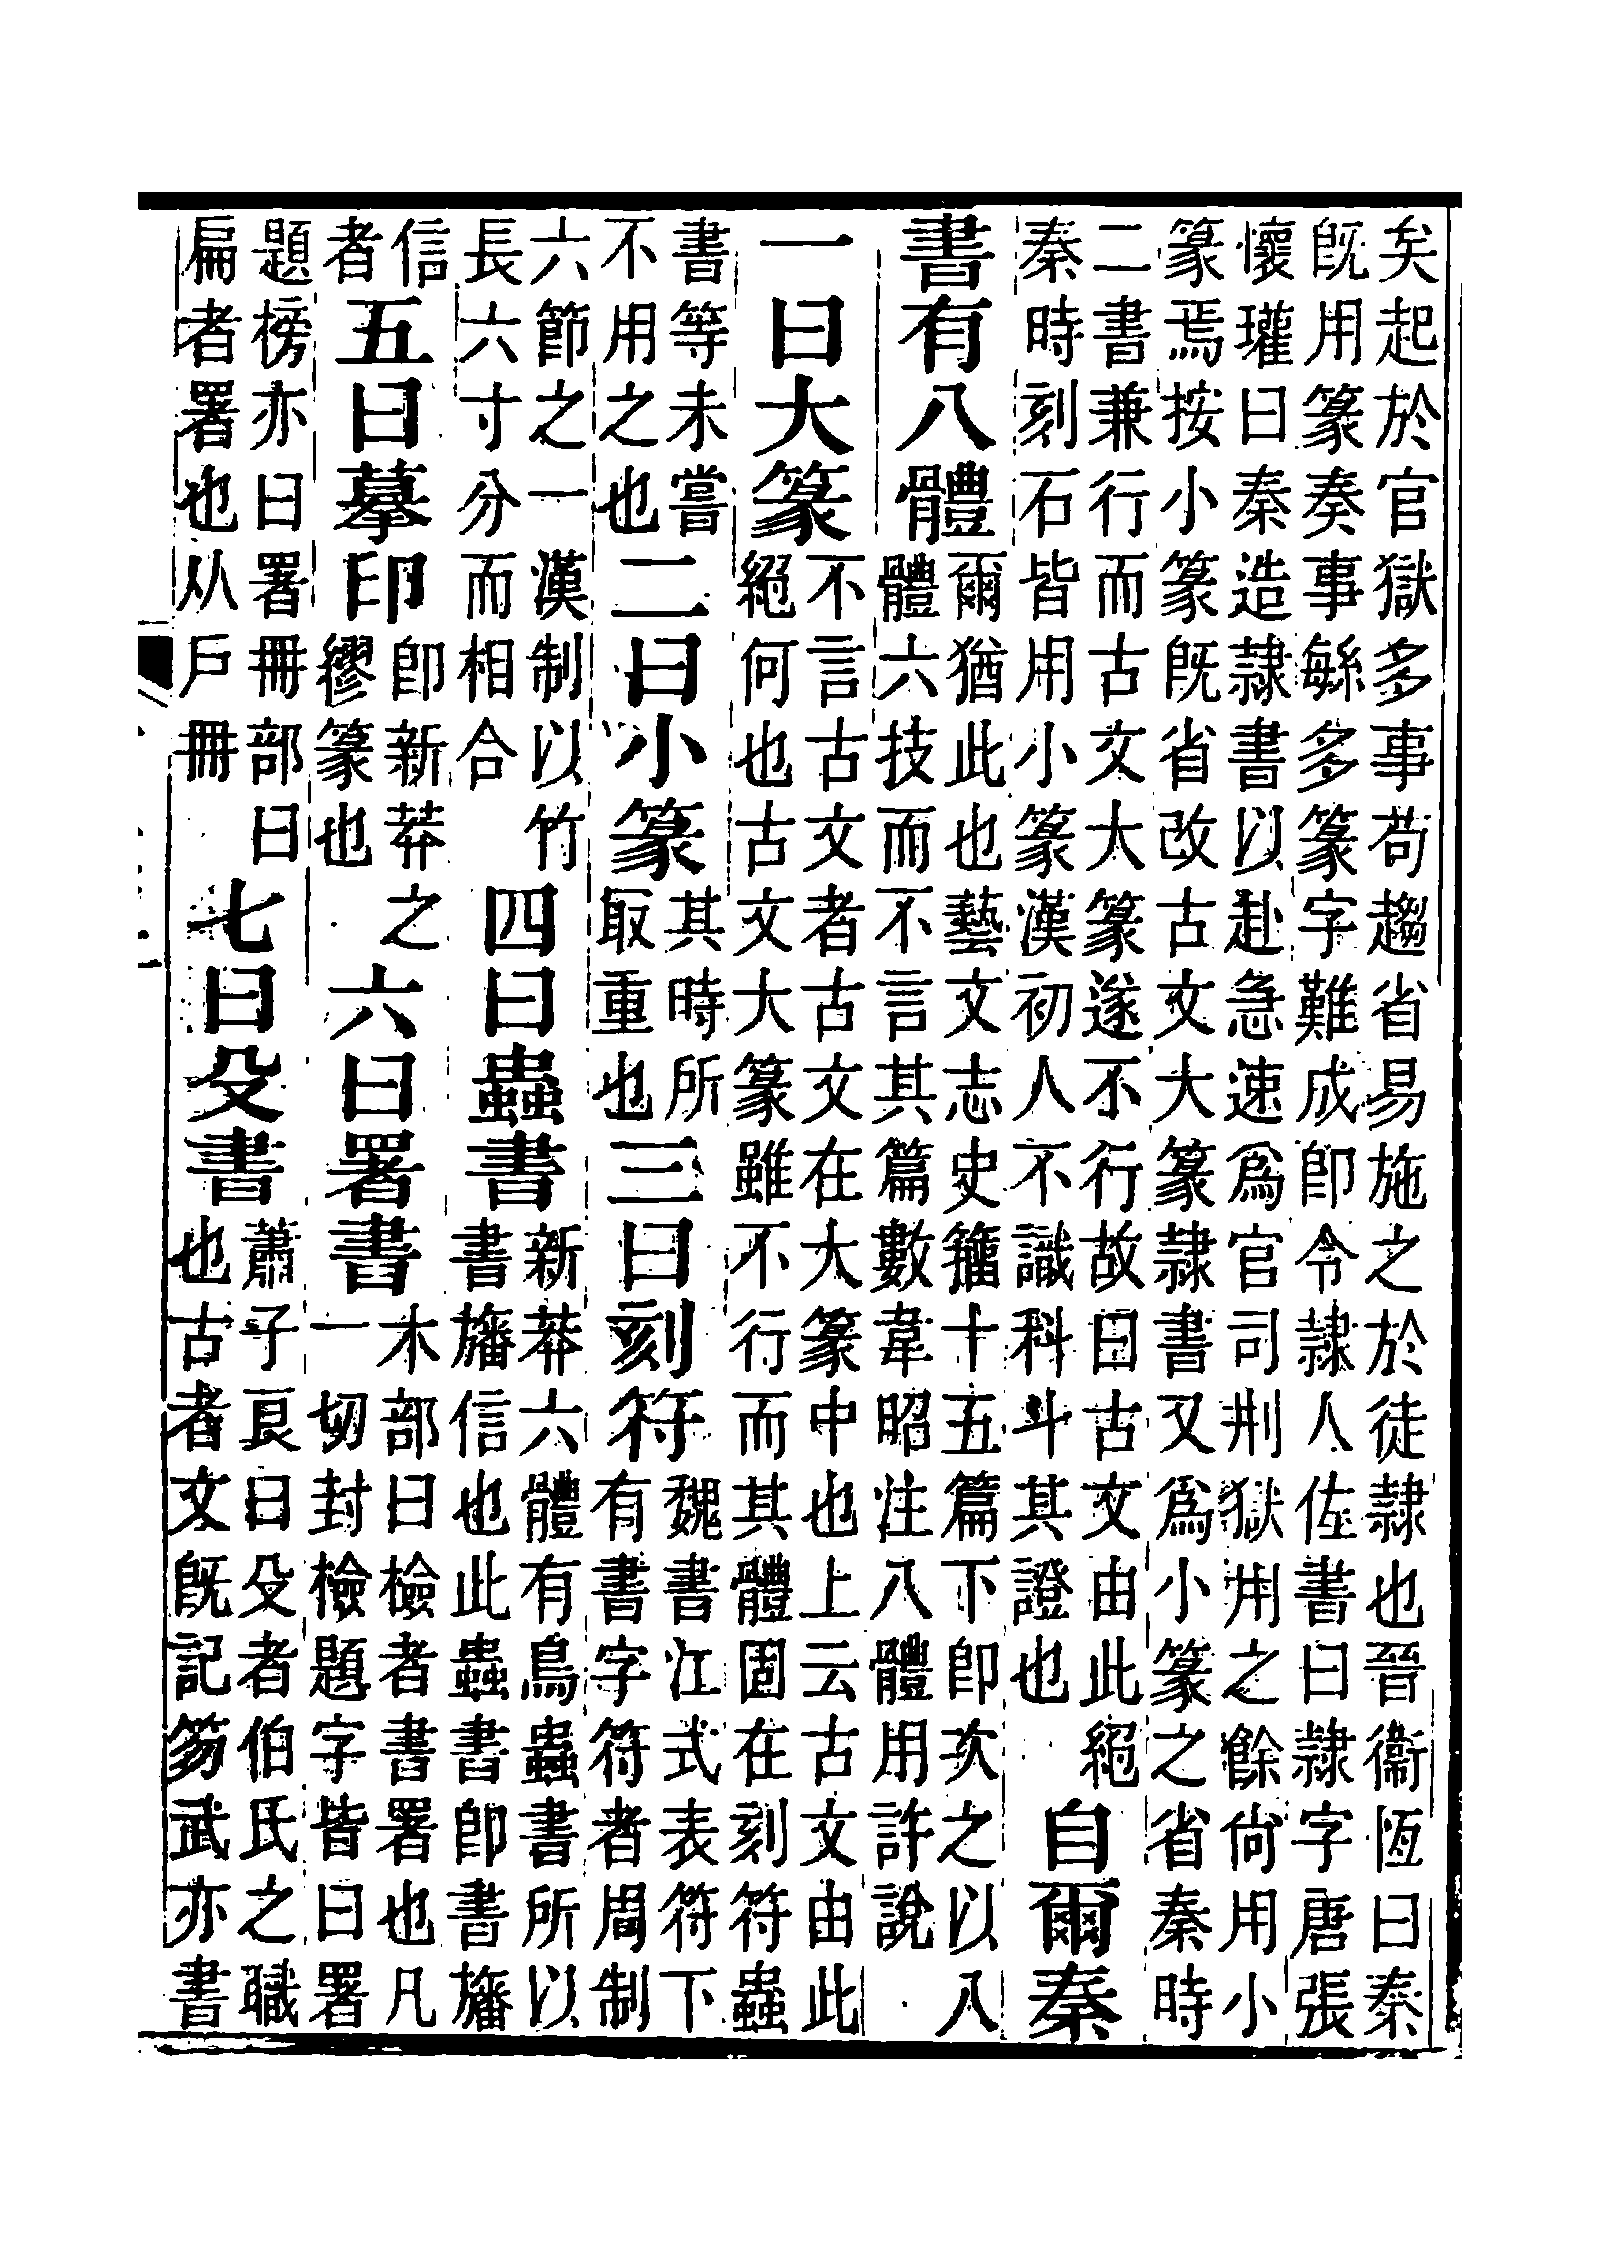 矣起於官獄多事苟趨省易施之於徒隸也晉衞恆曰秦
旣用篆奏事緐多篆字難成卽令隸人佐書曰隸字唐張
懷瓘曰秦造隸書以赴急速爲官司刑獄用之餘尙用小
篆焉按小篆旣省改古文大篆隸書又爲小篆之省秦時
二書兼行而古文大篆遂不行故曰古文由此絕
秦時刻石皆用小篆漢初人不識科斗其證也
自爾秦
書有八體
爾猶此也藝文志史籒十五篇下卽次之以八
體六技而不言其篇數韋昭注八體用許說
一曰大篆
不言古文者古文在大篆中也上云古文由此
絕何也古文大篆雖不行而其體固在刻符蟲
書等未嘗
不用之也
二曰小篆
其時所
取重也
三曰刻符
魏書江式表符下
有書字符者周制
六節之一漢制以竹
長六寸分而相合
四曰蟲書
新莽六體有鳥蟲書所以
書旛信也此蟲書卽書旛
信
者
五曰摹印
卽新莽之
繆篆也
六曰署書
木部曰檢者書署也凡
一切封檢題字皆曰署
題榜亦曰署冊部曰
扁者署也从戶冊
七曰殳書
蕭子良曰殳者伯氏之職
也古者文旣記笏武亦書